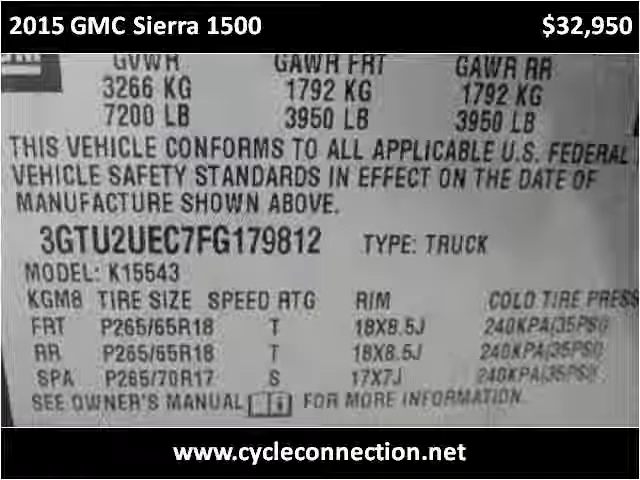 2015 GMC Sierra 1500 $32,950
GVWR GAWR FRT GAWR RR
3266 KG 1792 KG 1792 KG
7200 LB 3950 LB 3950 LB
THIS VEHICLE CONFORMS TO ALL APPLICABLE U.S. FEDERAL
VEHICLE SAFETY STANDARDS IN EFFECT ON THE DATE OF
MANUFACTURE SHOWN ABOVE.
3GTU2UEC7FG179812 TYPE: TRUCK
MODEL: K15543
KGM8 TIRE SIZE SPEED RTG RIM COLD TIRE PRESS
FRT P265/65R18 T 18X8.5J 240KPA(35PSI)
RR P265/65R18 T 18X8.5J 240KPA(35PSI)
SPA P265/70R17 S 17X7J 240KPA(35PSI)
SEE OWNER'S MANUAL FOR MORE INFORMATION.
www.cycleconnection.net